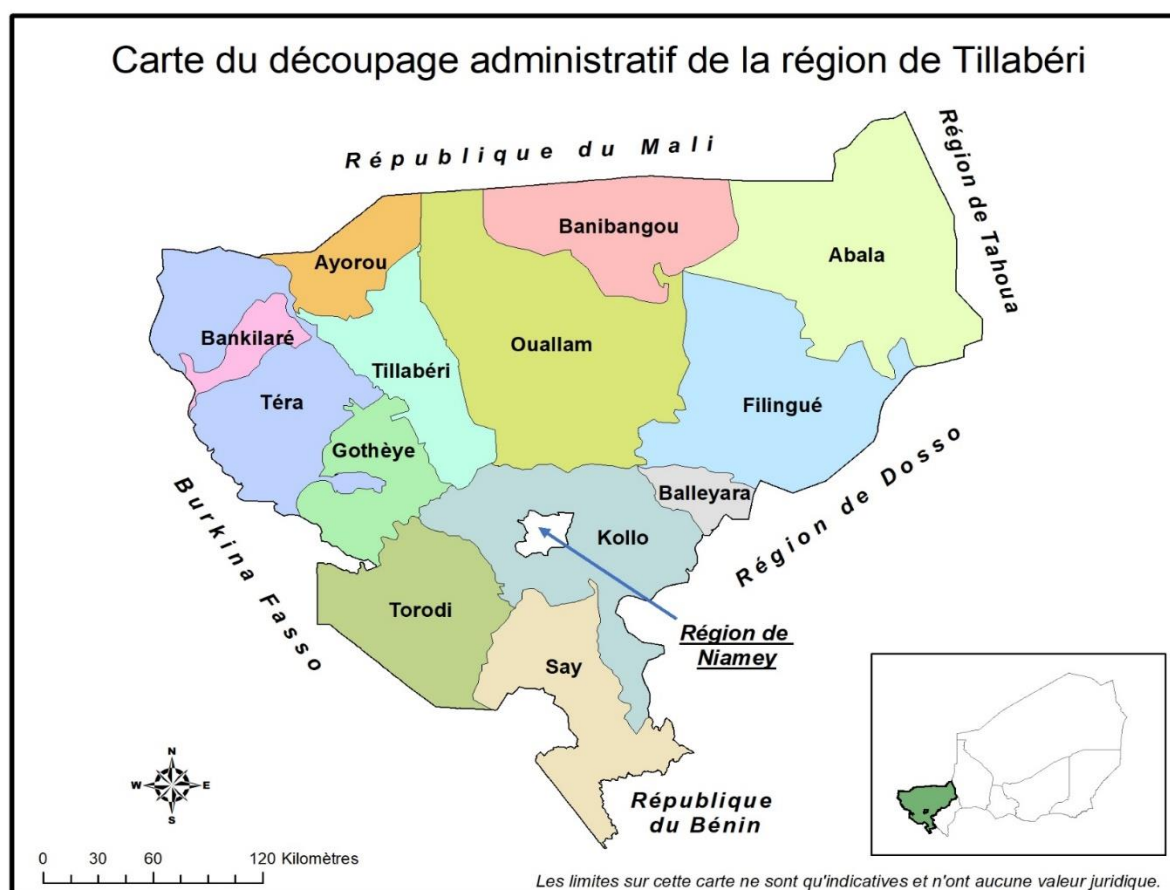 Carte du découpage administratif de la région de Tillabéri
République du Mali
Région de Tahoua
Banibangou
Abala
Ayorou
Bankilaré
Ouallam
Tillabéri
Téra
Filingué
Gothèye
Balleyara
Région de Dosso
Burkina Fasso
Kollo
Torodi
Région de
Niamey
Say
République
du Bénin
N
W E
S
0 30 60 120 Kilomètres
Les limites sur cette carte ne sont qu'indicatives et n'ont aucune valeur juridique.